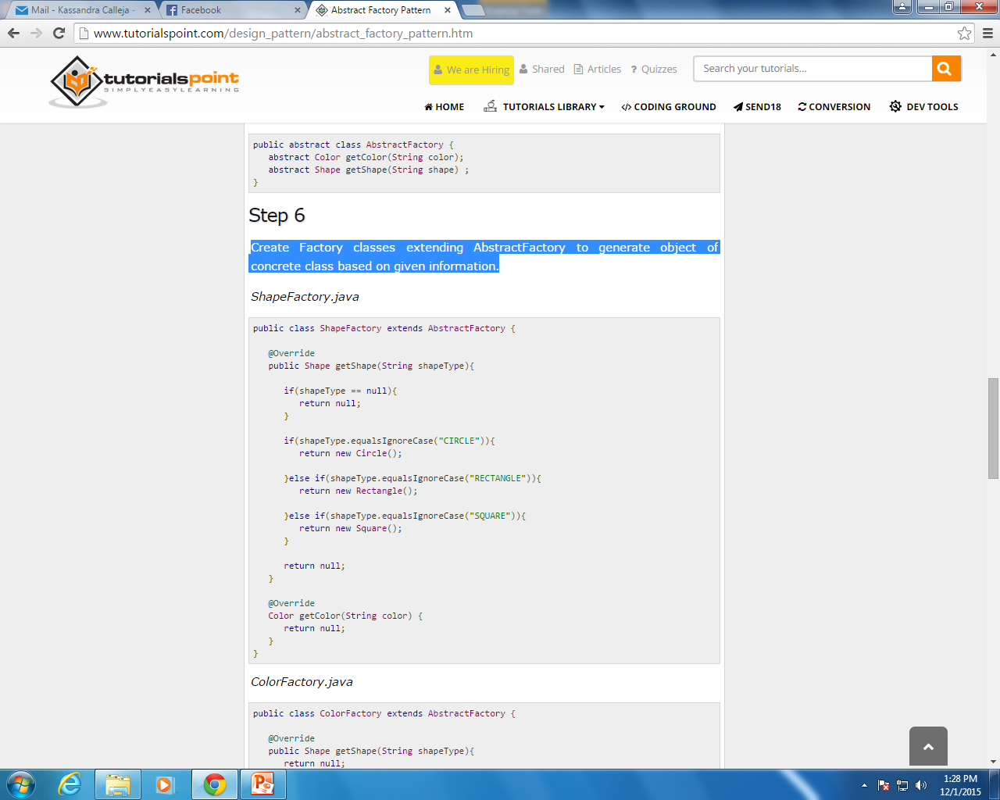 Mail - Kassandra Calleja -
Facebook
Abstract Factory Pattern
www.tutorialspoint.com/design_pattern/abstract_factory_pattern.htm
tutorialspoint
SIMPLYEASYLEARNING
We are Hiring
Shared
Articles
? Quizzes
Search your tutorials...
HOME
TUTORIALS LIBRARY
</> CODING GROUND
SEND18
CONVERSION
DEV TOOLS
public abstract class AbstractFactory {
abstract Color getColor(String color);
abstract Shape getShape(String shape) ;
}
Step 6
Create Factory classes extending AbstractFactory to generate object of
concrete class based on given information.
ShapeFactory.java
public class ShapeFactory extends AbstractFactory {
@Override
public Shape getShape(String shapeType){
if(shapeType == null){
return null;
}
if(shapeType.equalsIgnoreCase("CIRCLE")){
return new Circle();
}else if(shapeType.equalsIgnoreCase("RECTANGLE")){
return new Rectangle();
}else if(shapeType.equalsIgnoreCase("SQUARE")){
return new Square();
}
return null;
}
@Override
Color getColor(String color) {
return null;
}
}
ColorFactory.java
public class ColorFactory extends AbstractFactory {
@Override
public Shape getShape(String shapeType){
return null;
1:28 PM
12/1/2015